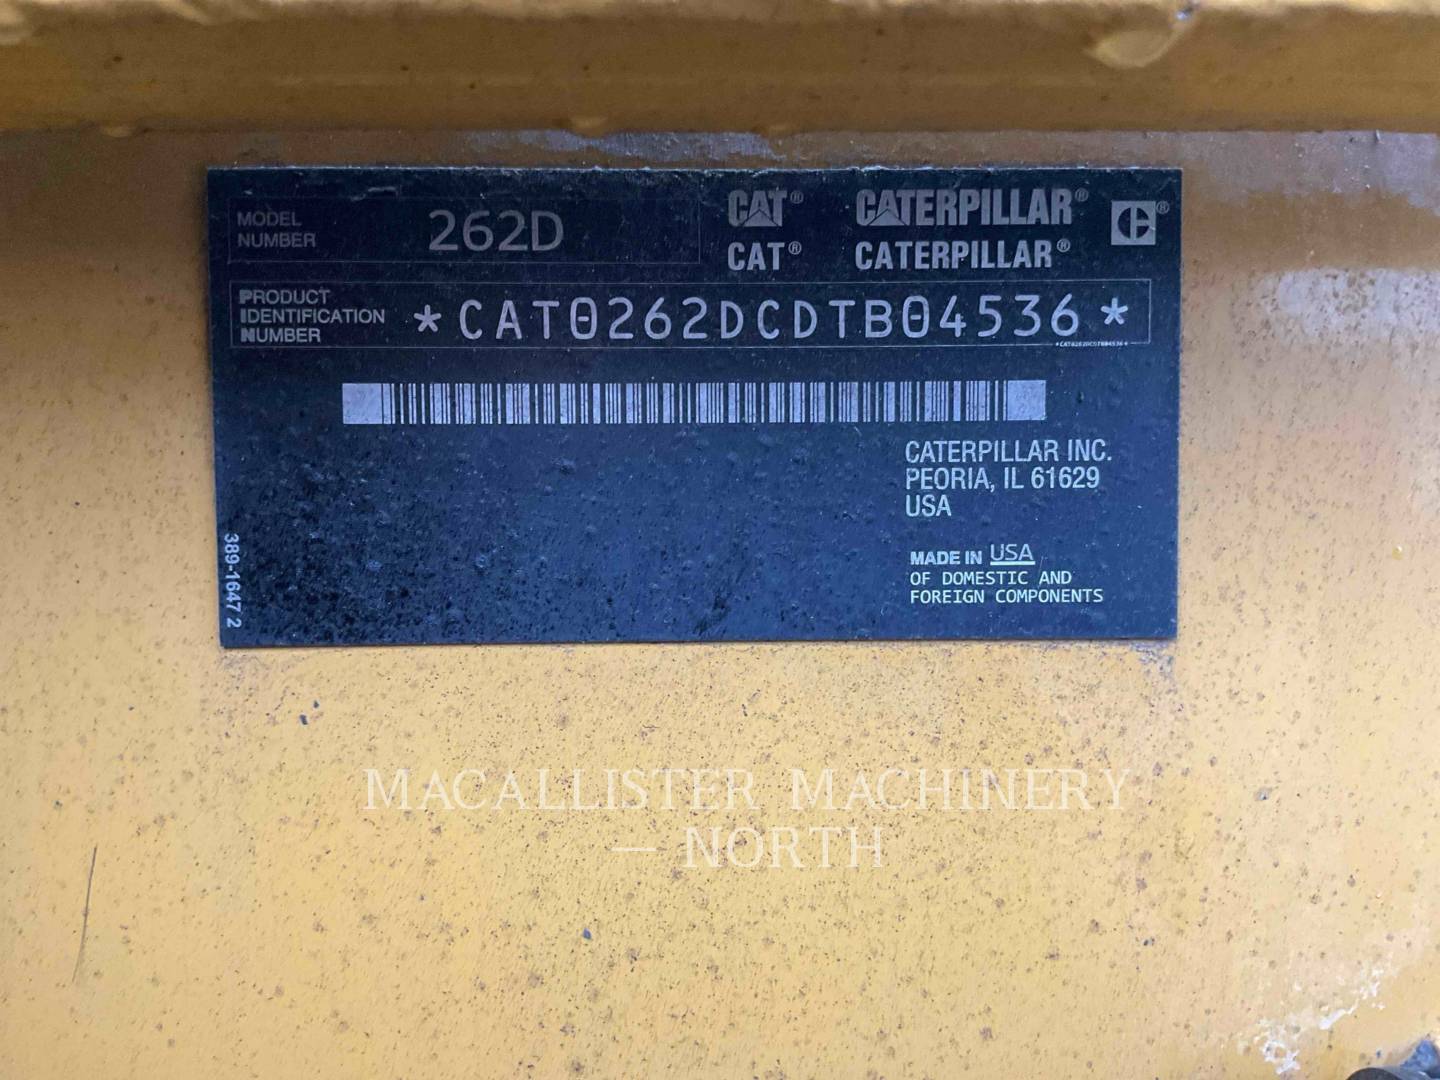 MODEL NUMBER 262D
CAT® CATERPILLAR®
CAT® CATERPILLAR®
PRODUCT
IDENTIFICATION
NUMBER
*CAT0262DCDTB04536*
*CAT0262DCDTB04536*
CATERPILLAR INC.
PEORIA, IL 61629
USA
MADE IN USA
OF DOMESTIC AND
FOREIGN COMPONENTS
389-1647 2
MACALLISTER MACHINERY
— NORTH